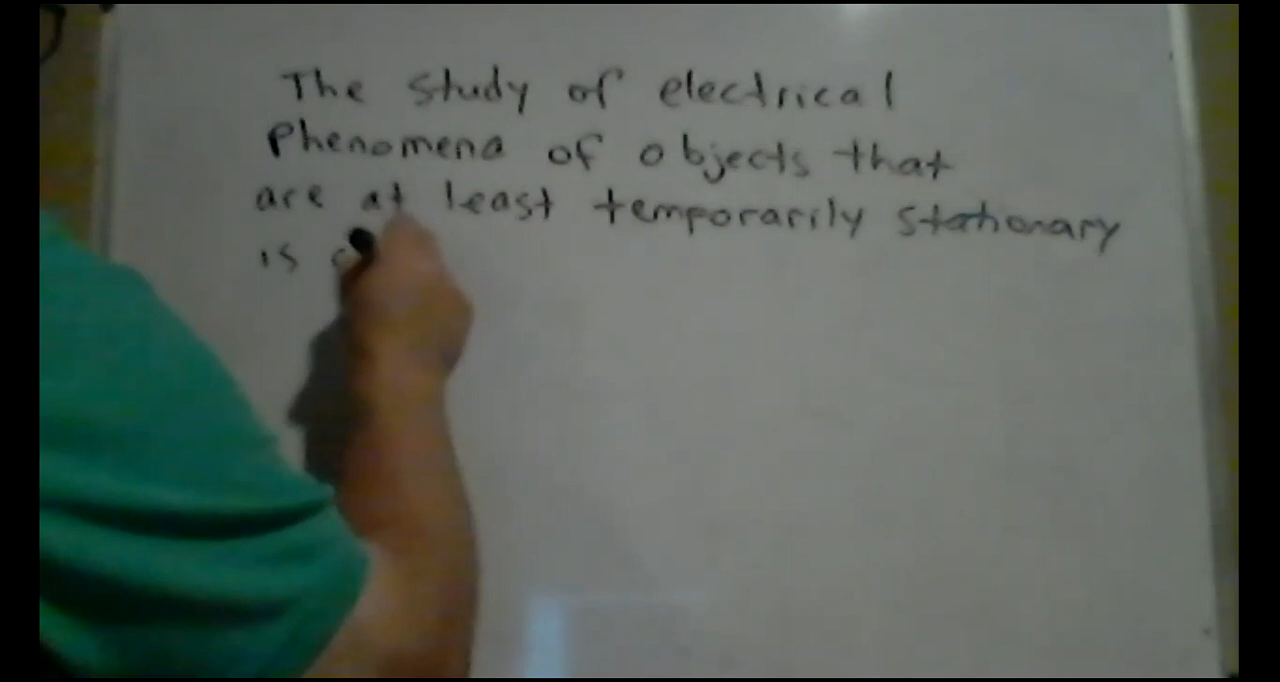 The study of electrical
Phenomena of objects that
are at least temporarily stationary
is